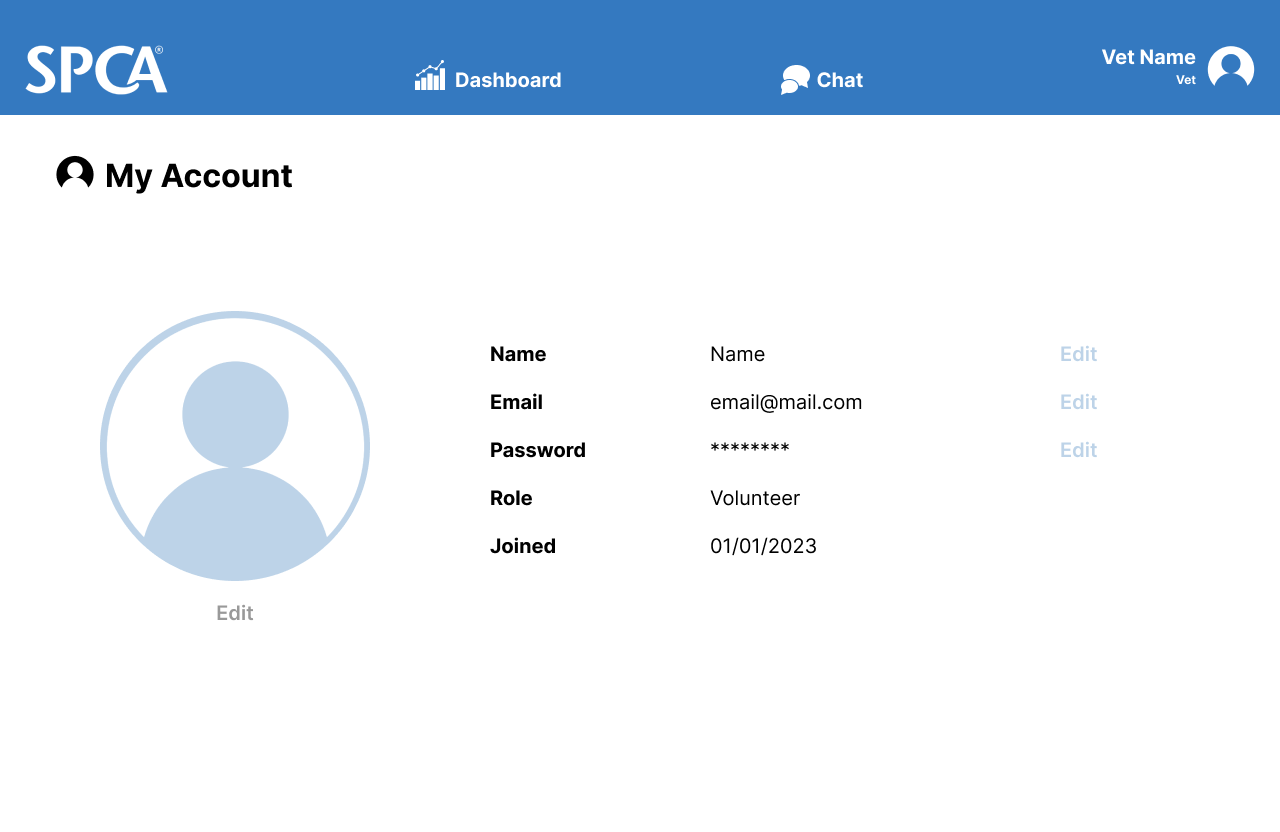 SPCA®
Dashboard
Chat
Vet Name
Vet
My Account
Name Name Edit
Email email@mail.com Edit
Password ******** Edit
Role Volunteer
Joined 01/01/2023
Edit